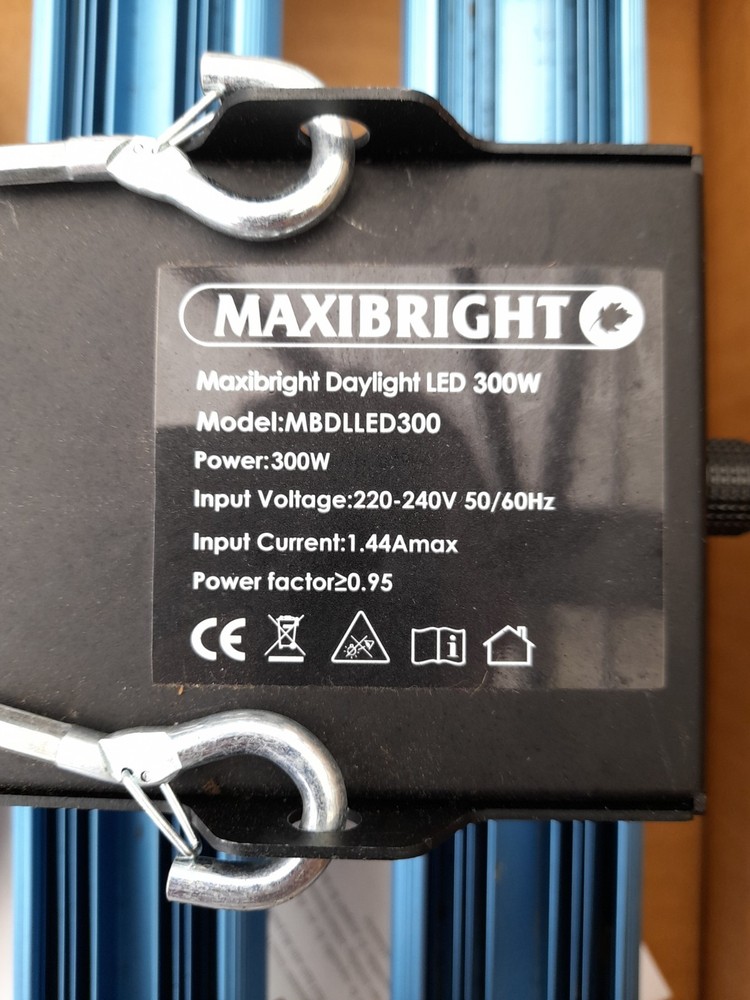 MAXIBRIGHT
Maxibright Daylight LED 300W
Model:MBDLLED300
Power:300W
Input Voltage:220-240V 50/60Hz
Input Current:1.44Amax
Power factor≥0.95
CE
i